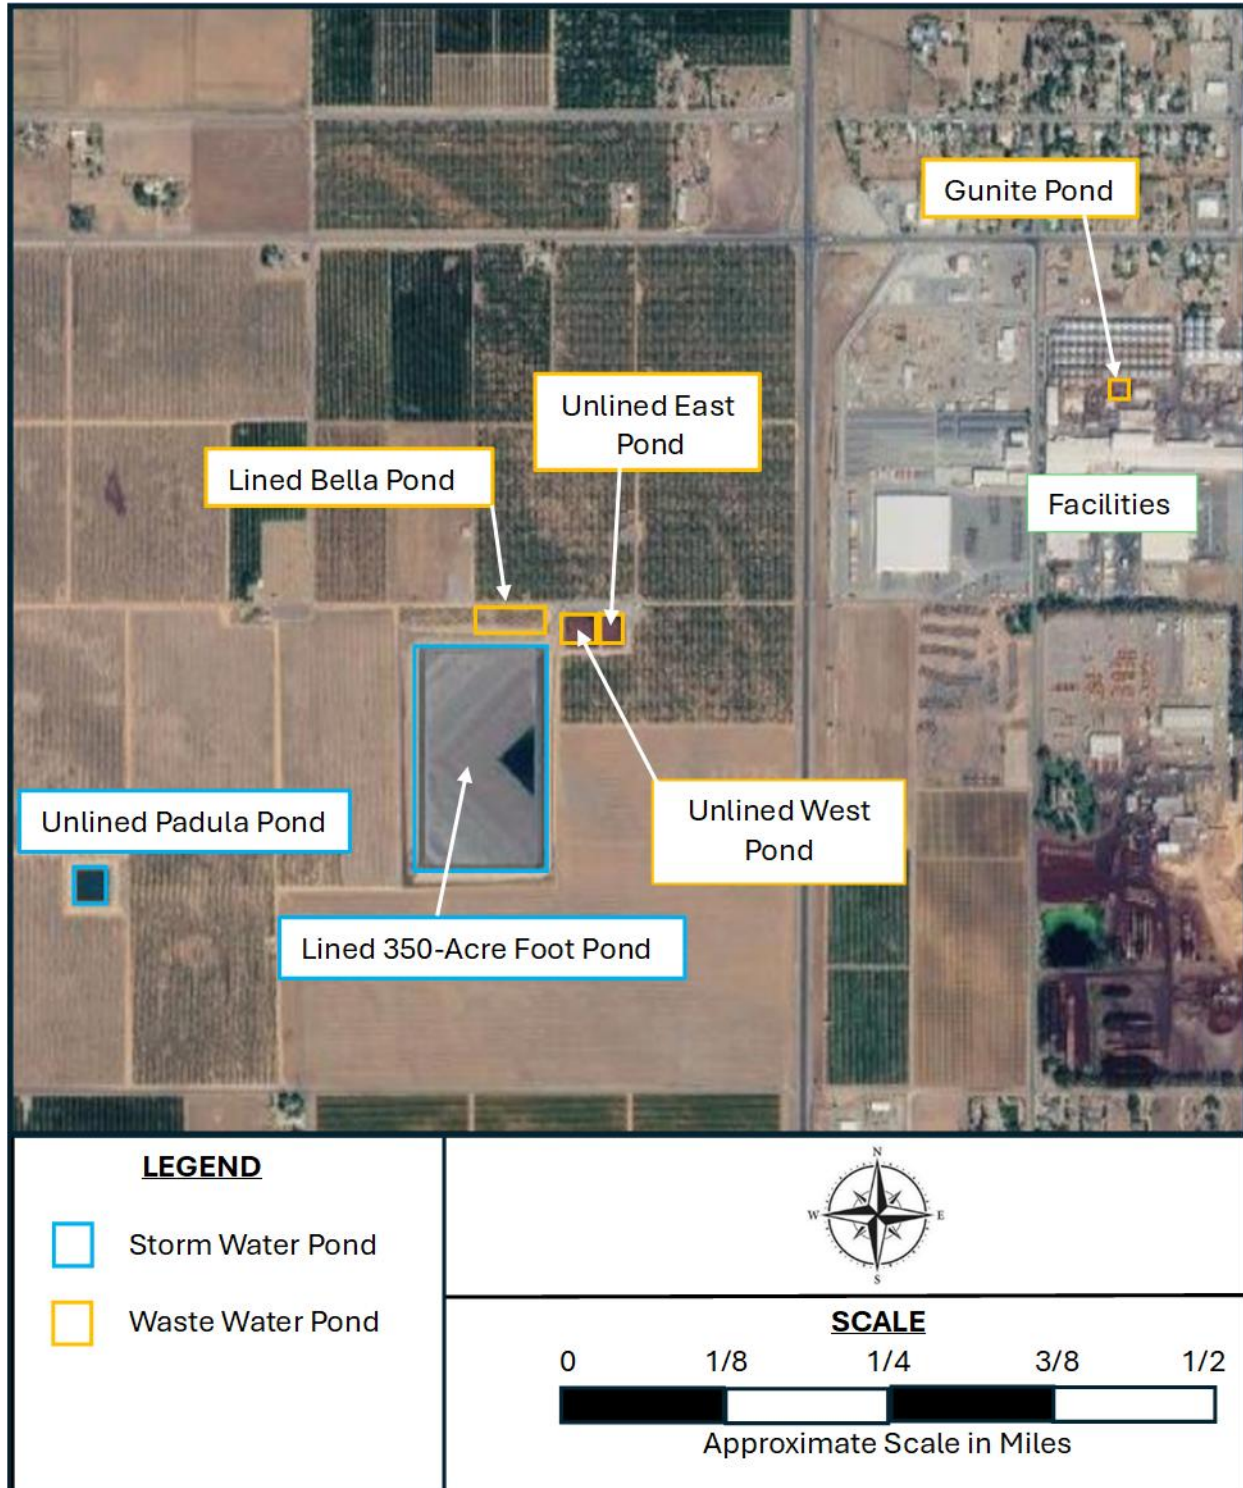 Gunite Pond
Unlined East
Pond
Lined Bella Pond
Facilities
Unlined West
Pond
Unlined Padula Pond
Lined 350-Acre Foot Pond
LEGEND
Storm Water Pond
Waste Water Pond
N
W
E
S
SCALE
0 1/8 1/4 3/8 1/2
Approximate Scale in Miles